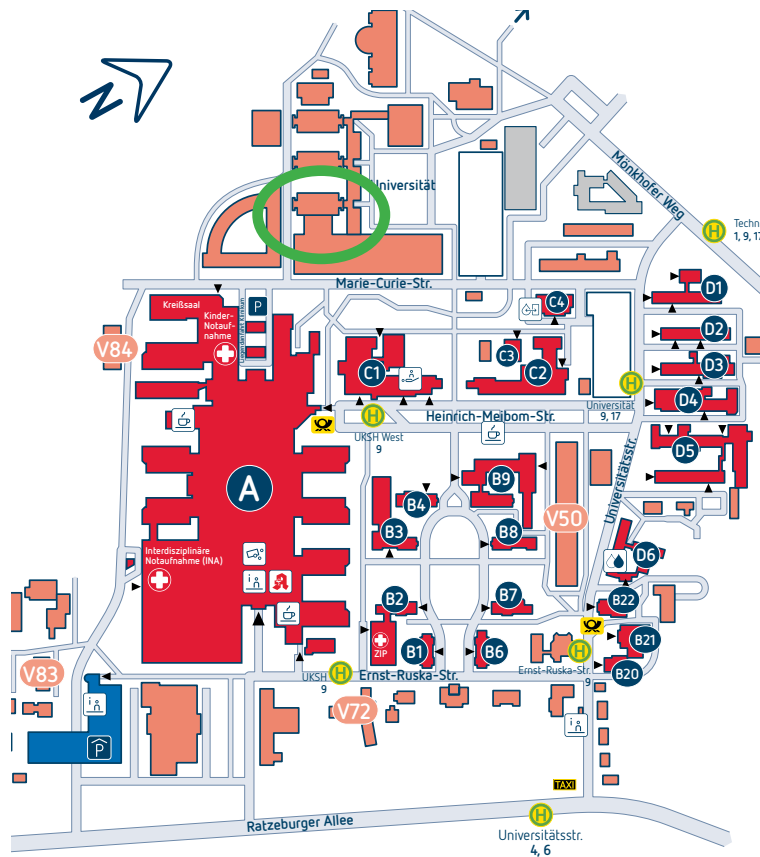 N
Mönkhofer Weg
Universität
H
Techni
1, 9, 17
Marie-Curie-Str.
Kreißsaal
P
Kinder-
Notauf-
nahme
Liegendanfahrt Klinikum
V84
C1
C3
C4
C2
D1
D2
D3
D4
D5
H
Universität
9, 17
Heinrich-Meibom-Str.
H
UKSH West
9
Universitätsstr.
A
B4
B9
V50
B3
B8
D6
Interdisziplinäre
Notaufnahme (INA)
B2
B7
B22
ZIP
B1
B6
B21
B20
V83
UKSH
9
H
Ernst-Ruska-Str.
Ernst-Ruska-Str.
9
H
V72
P
TAXI
Ratzeburger Allee
H
Universitätsstr.
4, 6